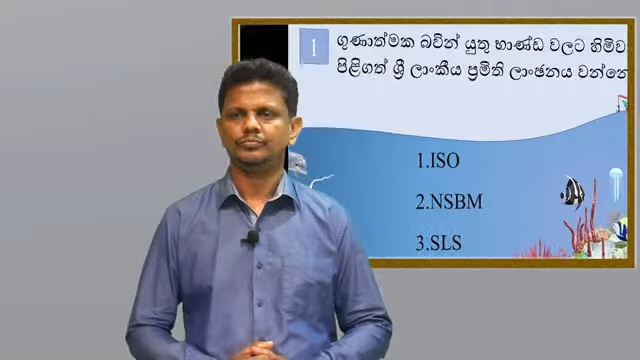 1
ගුණාත්මක බවින් යුතු භාණ්ඩ වලට හිමිව
පිළිගත් ශ්‍රී ලාංකීය ප්‍රමිති ලාංඡනය වන්නෙ
1.ISO
2.NSBM
3.SLS